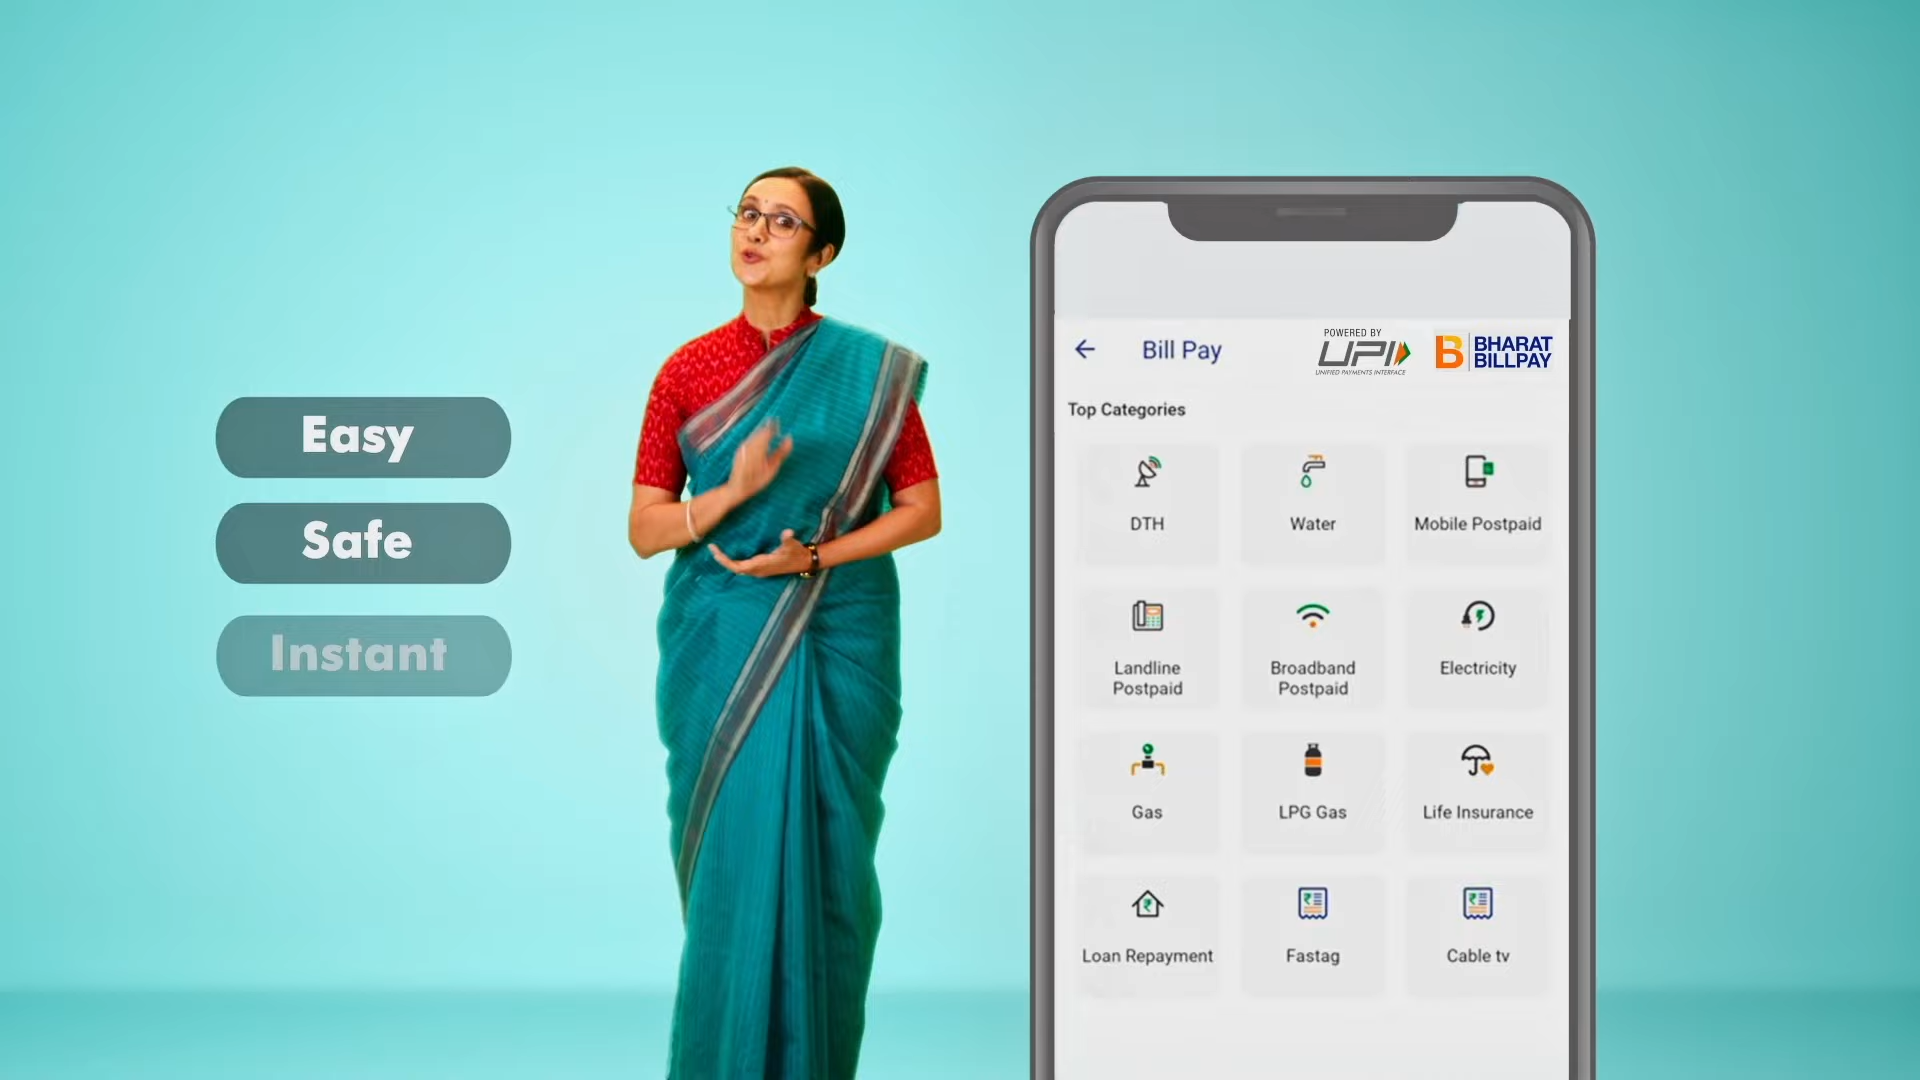 Easy
Safe
Instant
Bill Pay
POWERED BY
UPI
UNIFIED PAYMENTS INTERFACE
B BHARAT
BILLPAY
Top Categories
DTH
Water
Mobile Postpaid
Landline
Postpaid
Broadband
Postpaid
Electricity
Gas
LPG Gas
Life Insurance
Loan Repayment
Fastag
Cable tv